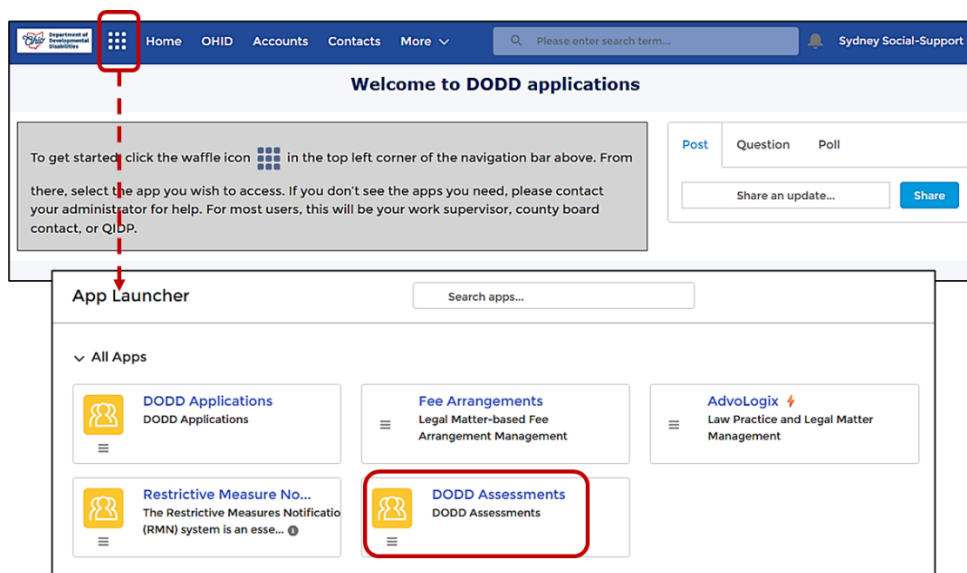 Ohio Department of Developmental Disabilities
Home OHID Accounts Contacts More Please enter search term... Sydney Social-Support
Welcome to DODD applications
To get started, click the waffle icon in the top left corner of the navigation bar above. From
there, select the app you wish to access. If you don't see the apps you need, please contact
your administrator for help. For most users, this will be your work supervisor, county board
contact, or QIDP.
Post Question Poll
Share an update... Share
App Launcher
Search apps...
All Apps
DODD Applications
DODD Applications
Fee Arrangements
Legal Matter-based Fee
Arrangement Management
AdvoLogix
Law Practice and Legal Matter
Management
Restrictive Measure No...
The Restrictive Measures Notificatio
(RMN) system is an esse...
DODD Assessments
DODD Assessments